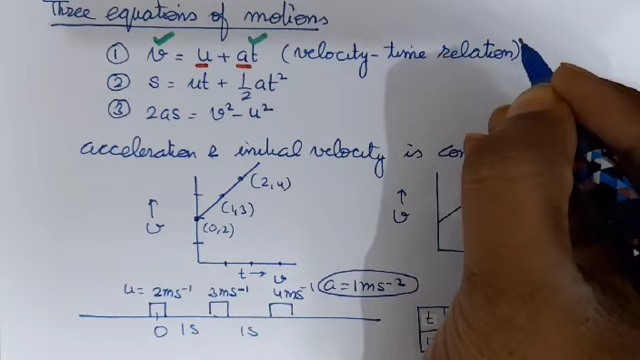 Three equations of motions
① v = u + at (velocity-time relation)
② s = ut + 1/2 at²
③ 2as = v² - u²
acceleration & initial velocity is
(2,4)
(1,3)
(0,2)
↑
v
↑
v
t →
v
u = 2ms⁻¹ 3ms⁻¹ 4ms⁻¹ a = 1ms-2
0 1s 1s
t